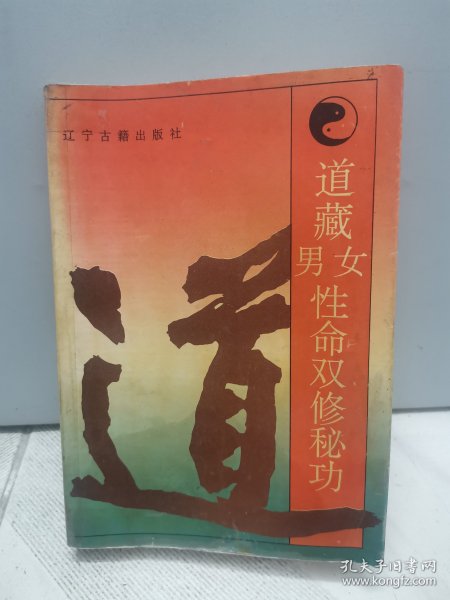 辽宁古籍出版社
道藏
男女
性命双修秘功
道
孔夫子旧书网
www.kongfz.com